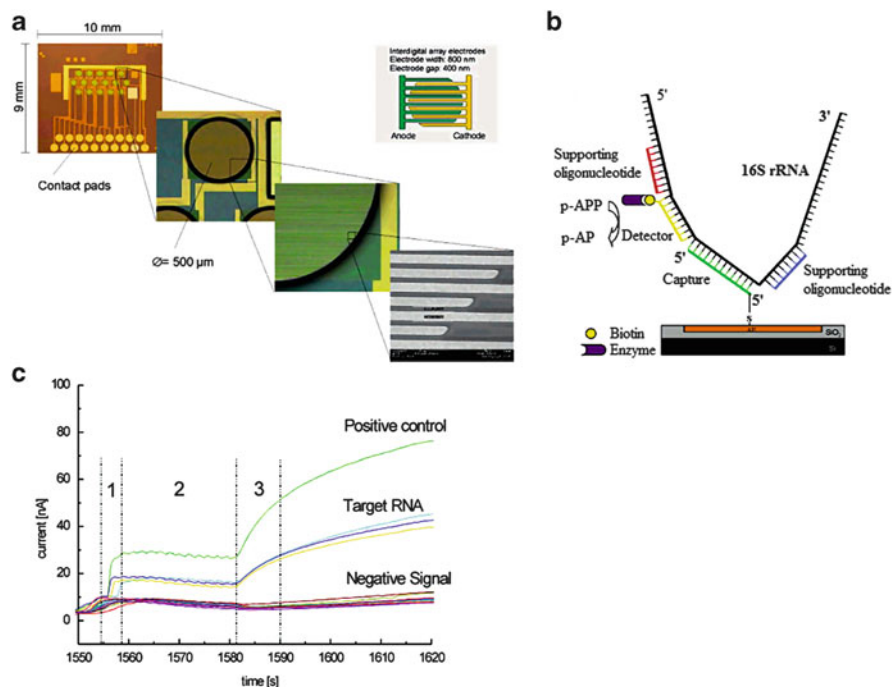 a
10 mm
9 mm
Contact pads
Ø= 500 µm
Interdigital array electrodes
Electrode width: 800 nm
Electrode gap: 400 nm
Anode
Cathode
b
5'
3'
Supporting
oligonucleotide
16S rRNA
p-APP
p-AP
Detector
5'
Capture
5'
Supporting
oligonucleotide
S
Biotin
Enzyme
SiO2
Si
c
100
80
60
40
20
0
current [nA]
1
2
3
Positive control
Target RNA
Negative Signal
1550
1560
1570
1580
1590
1600
1610
1620
time [s]